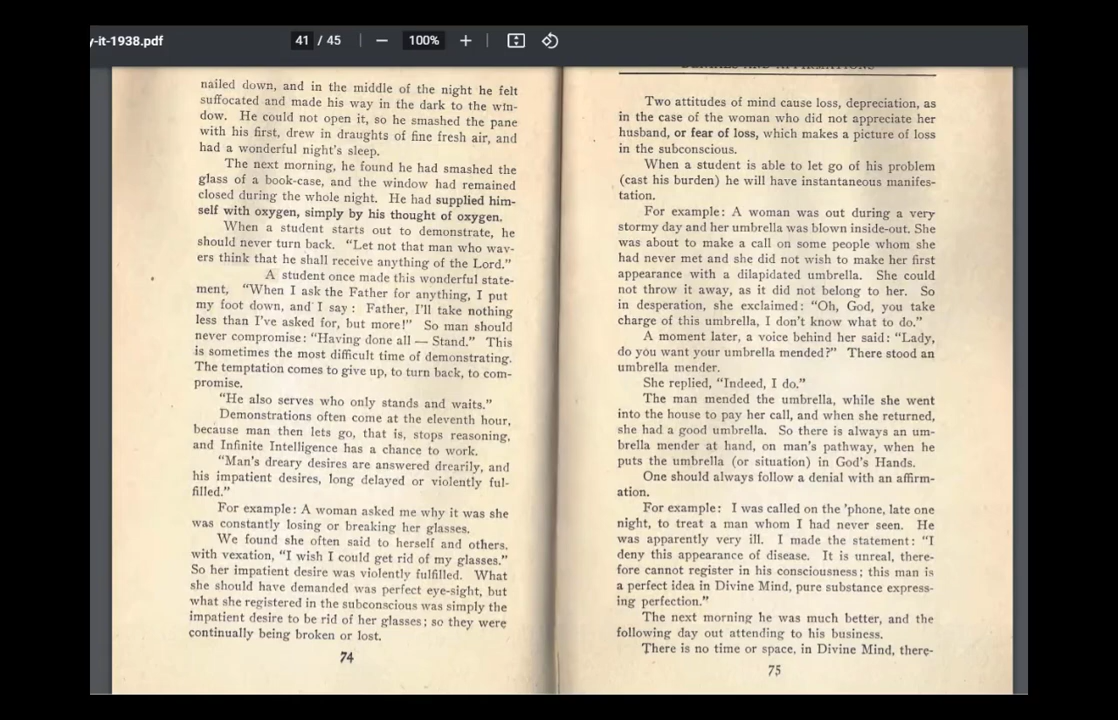 y-it-1938.pdf
41 / 45
100%
nailed down, and in the middle of the night he felt
suffocated and made his way in the dark to the win-
dow. He could not open it, so he smashed the pane
with his first, drew in draughts of fine fresh air, and
had a wonderful night's sleep.
The next morning, he found he had smashed the
glass of a book-case, and the window had remained
closed during the whole night. He had supplied him-
self with oxygen, simply by his thought of oxygen.
When a student starts out to demonstrate, he
should never turn back. "Let not that man who wav-
ers think that he shall receive anything of the Lord."
A student once made this wonderful state-
ment, "When I ask the Father for anything, I put
my foot down, and I say: Father, I'll take nothing
less than I've asked for, but more!" So man should
never compromise: "Having done all — Stand." This
is sometimes the most difficult time of demonstrating.
The temptation comes to give up, to turn back, to com-
promise.
"He also serves who only stands and waits."
Demonstrations often come at the eleventh hour,
because man then lets go, that is, stops reasoning,
and Infinite Intelligence has a chance to work.
"Man's dreary desires are answered drearily, and
his impatient desires, long delayed or violently ful-
filled."
For example: A woman asked me why it was she
was constantly losing or breaking her glasses.
We found she often said to herself and others,
with vexation, "I wish I could get rid of my glasses."
So her impatient desire was violently fulfilled. What
she should have demanded was perfect eye-sight, but
what she registered in the subconscious was simply the
impatient desire to be rid of her glasses; so they were
continually being broken or lost.
74
Two attitudes of mind cause loss, depreciation, as
in the case of the woman who did not appreciate her
husband, or fear of loss, which makes a picture of loss
in the subconscious.
When a student is able to let go of his problem
(cast his burden) he will have instantaneous manifes-
tation.
For example: A woman was out during a very
stormy day and her umbrella was blown inside-out. She
was about to make a call on some people whom she
had never met and she did not wish to make her first
appearance with a dilapidated umbrella. She could
not throw it away, as it did not belong to her. So
in desperation, she exclaimed: "Oh, God, you take
charge of this umbrella, I don't know what to do."
A moment later, a voice behind her said: "Lady,
do you want your umbrella mended?" There stood an
umbrella mender.
She replied, "Indeed, I do."
The man mended the umbrella, while she went
into the house to pay her call, and when she returned,
she had a good umbrella. So there is always an um-
brella mender at hand, on man's pathway, when he
puts the umbrella (or situation) in God's Hands.
One should always follow a denial with an affirm-
ation.
For example: I was called on the 'phone, late one
night, to treat a man whom I had never seen. He
was apparently very ill. I made the statement: "I
deny this appearance of disease. It is unreal, there-
fore cannot register in his consciousness; this man is
a perfect idea in Divine Mind, pure substance express-
ing perfection."
The next morning he was much better, and the
following day out attending to his business.
There is no time or space, in Divine Mind, there-
75